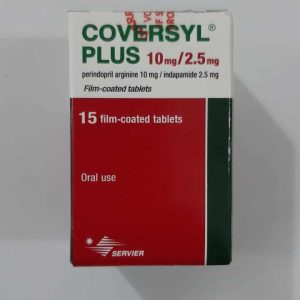 COVERSYL®
PLUS 10mg/2.5mg
perindopril arginine 10 mg / indapamide 2.5 mg
Film-coated tablets
15 film-coated tablets
Oral use
SERVIER